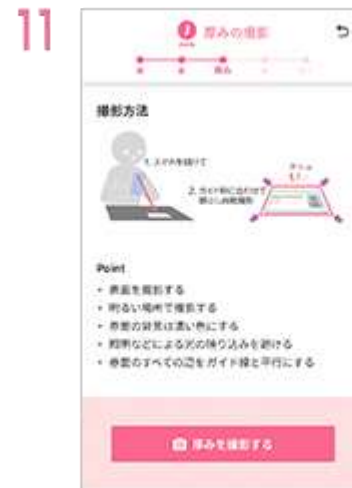 11
厚みの撮影
厚み
撮影方法
1. スマホを傾けて
2. ガイド枠に合わせて
Point
• 表面を撮影する
• 明るい場所で撮影する
• 券面の背景は濃い色にする
• 照明などによる光の映り込みを避ける
• 券面のすべての辺をガイド線と平行にする
厚みを撮影する